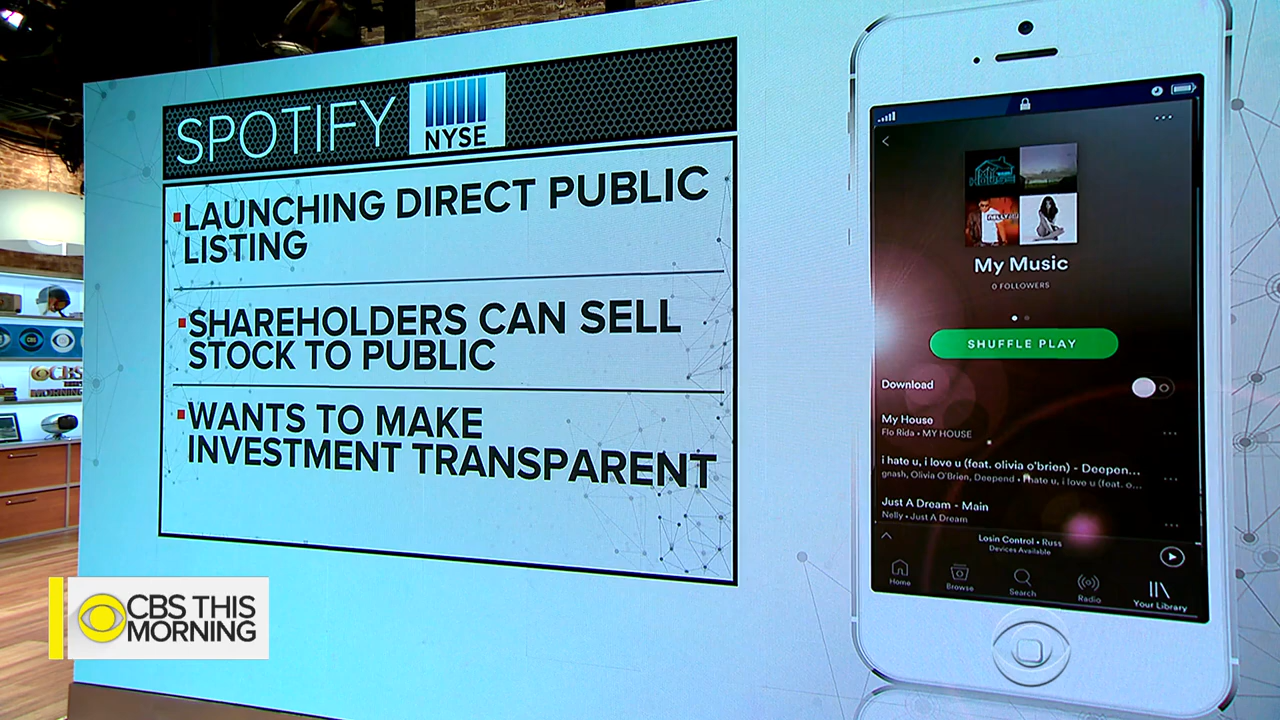 SPOTIFY
NYSE
LAUNCHING DIRECT PUBLIC
LISTING
SHAREHOLDERS CAN SELL
STOCK TO PUBLIC
WANTS TO MAKE
INVESTMENT TRANSPARENT
My Music
0 FOLLOWERS
SHUFFLE PLAY
Download
My House
Flo Rida • MY HOUSE
i hate u, i love u (feat. olivia o'brien) - Deepen...
gnash, Olivia O'Brien, Deepend • i hate u, i love u (feat. o...
Just A Dream - Main
Nelly • Just A Dream
Losin Control • Russ
Devices Available
Home
Browse
Search
Radio
Your Library
CBS
MORNING
CBS THIS
MORNING